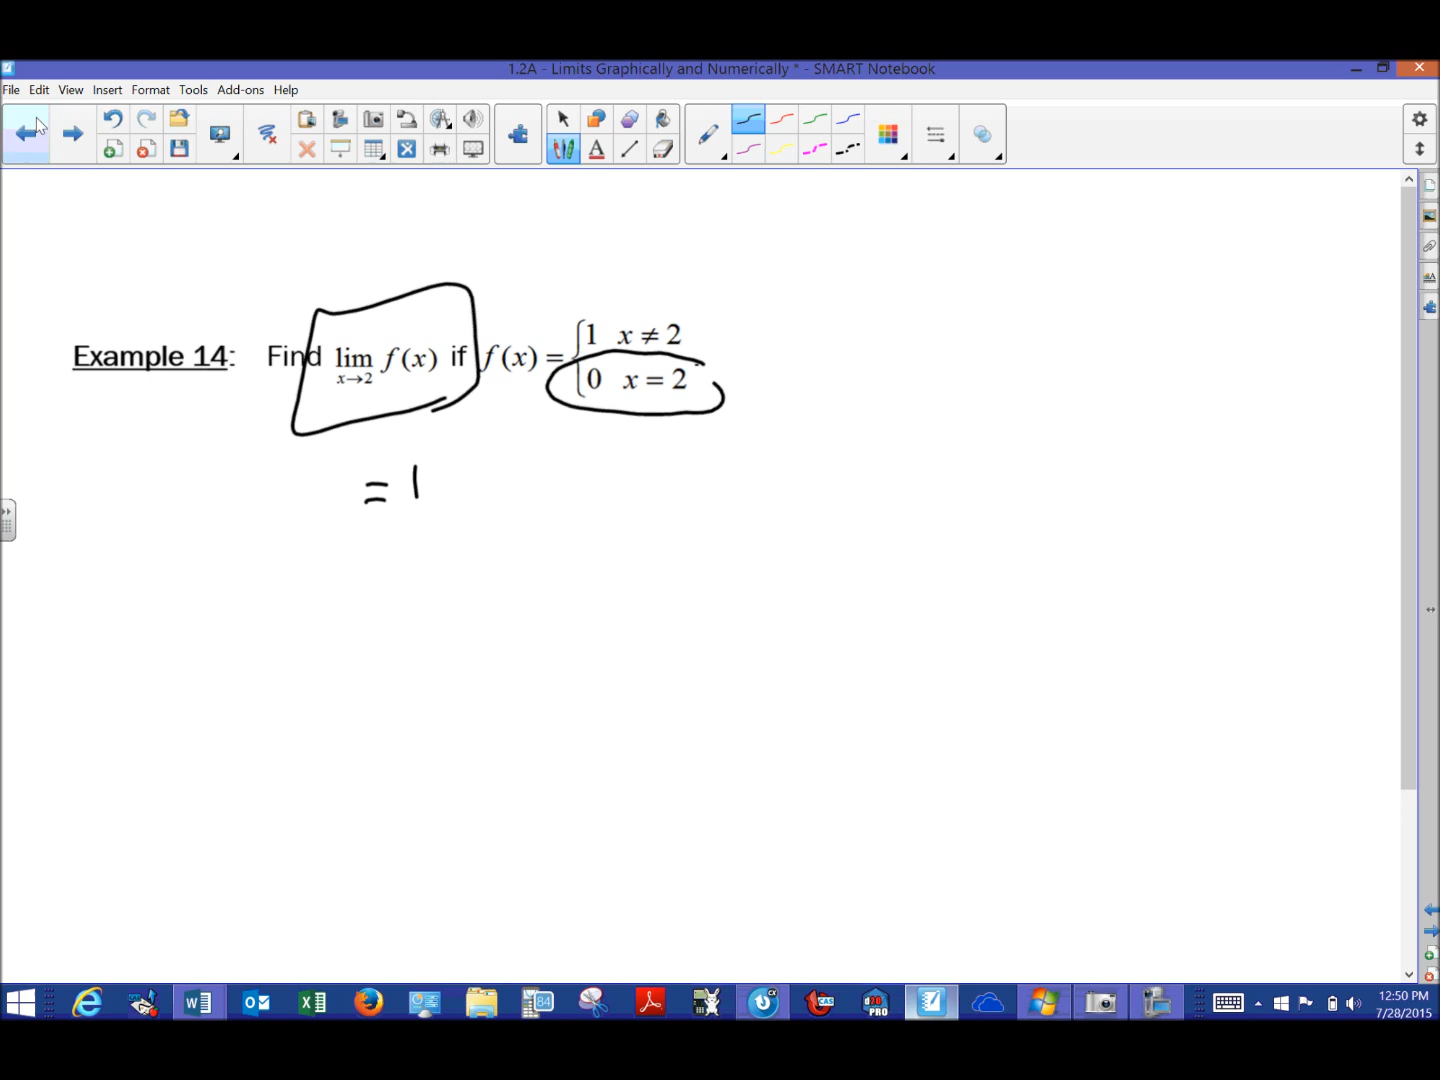 1.2A - Limits Graphically and Numerically * - SMART Notebook
File Edit View Insert Format Tools Add-ons Help
Example 14: Find lim x→2 f(x) if f(x) = { 1 x ≠ 2
0 x = 2
= 1
12:50 PM
7/28/2015